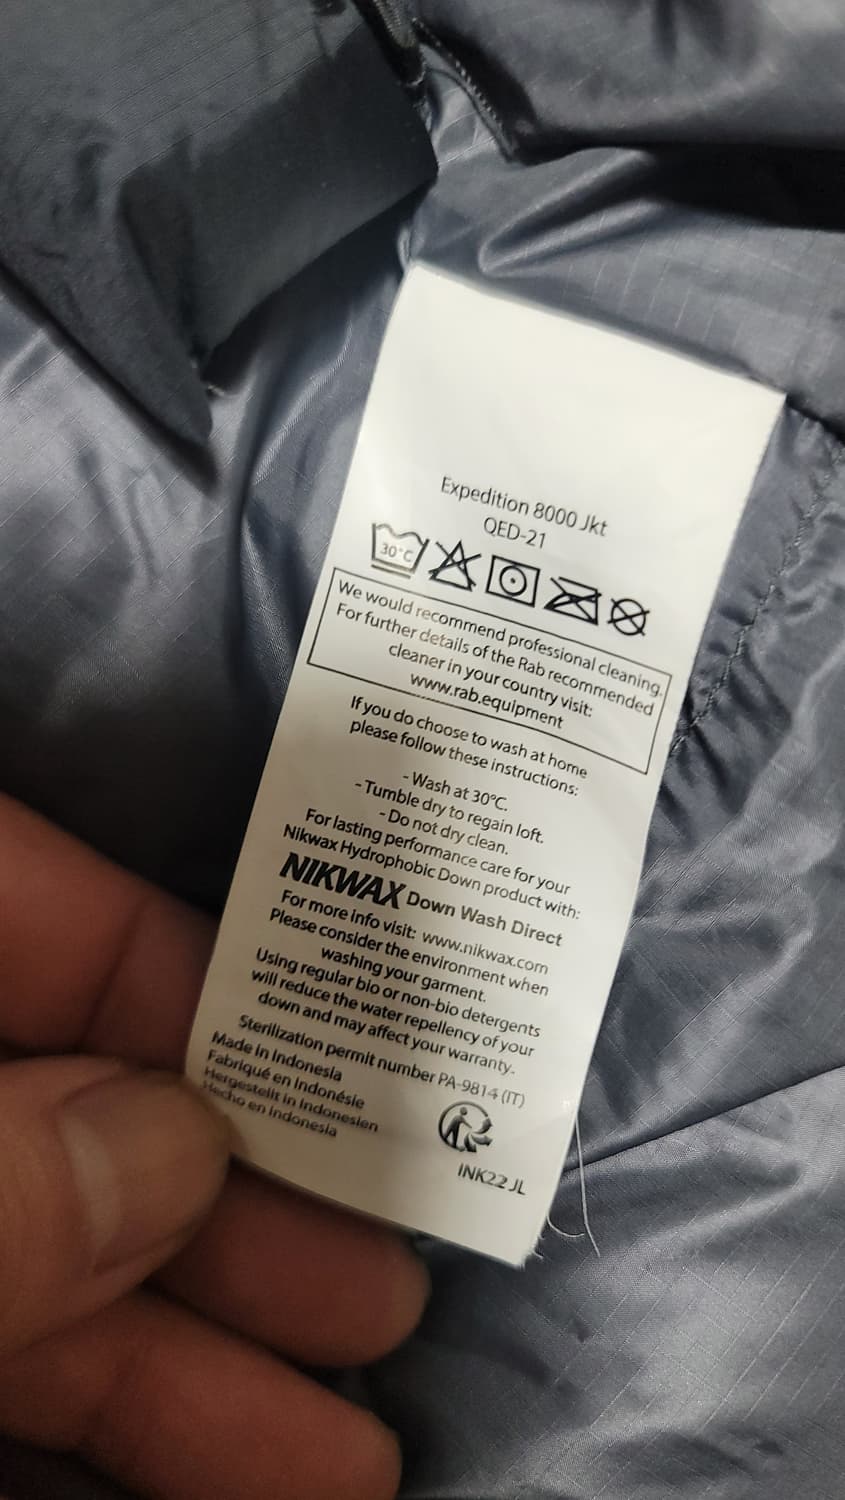 Expedition 8000 Jkt
QED-21
30°C
We would recommend professional cleaning.
For further details of the Rab recommended
cleaner in your country visit:
www.rab.equipment
If you do choose to wash at home
please follow these instructions:
- Wash at 30°C.
- Tumble dry to regain loft.
- Do not dry clean.
For lasting performance care for your
Nikwax Hydrophobic Down product with:
NIKWAX Down Wash Direct
For more info visit: www.nikwax.com
Please consider the environment when
washing your garment.
Using regular bio or non-bio detergents
will reduce the water repellency of your
down and may affect your warranty.
Sterilization permit number PA-9814 (IT)
Made in Indonesia
Fabriqué en Indonésie
Hergestellt in Indonesien
Hecho en Indonesia
INK22 JL